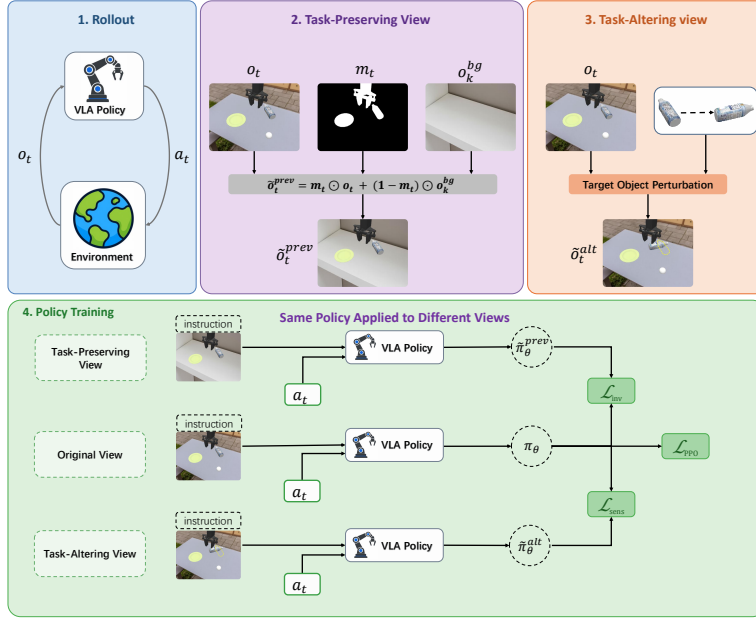 1. Rollout
VLA Policy
o_t
a_t
Environment
2. Task-Preserving View
o_t
m_t
o_k^{bg}
õ_t^{prev} = m_t ⊙ o_t + (1 − m_t) ⊙ o_k^{bg}
õ_t^{prev}
3. Task-Altering view
o_t
Target Object Perturbation
õ_t^{alt}
4. Policy Training
Same Policy Applied to Different Views
Task-Preserving
View
instruction
a_t
VLA Policy
π̃_θ^{prev}
ℒ_inv
Original View
a_t
VLA Policy
π_θ
ℒ_PPO
ℒ_sens
Task-Altering View
instruction
a_t
VLA Policy
π̃_θ^{alt}